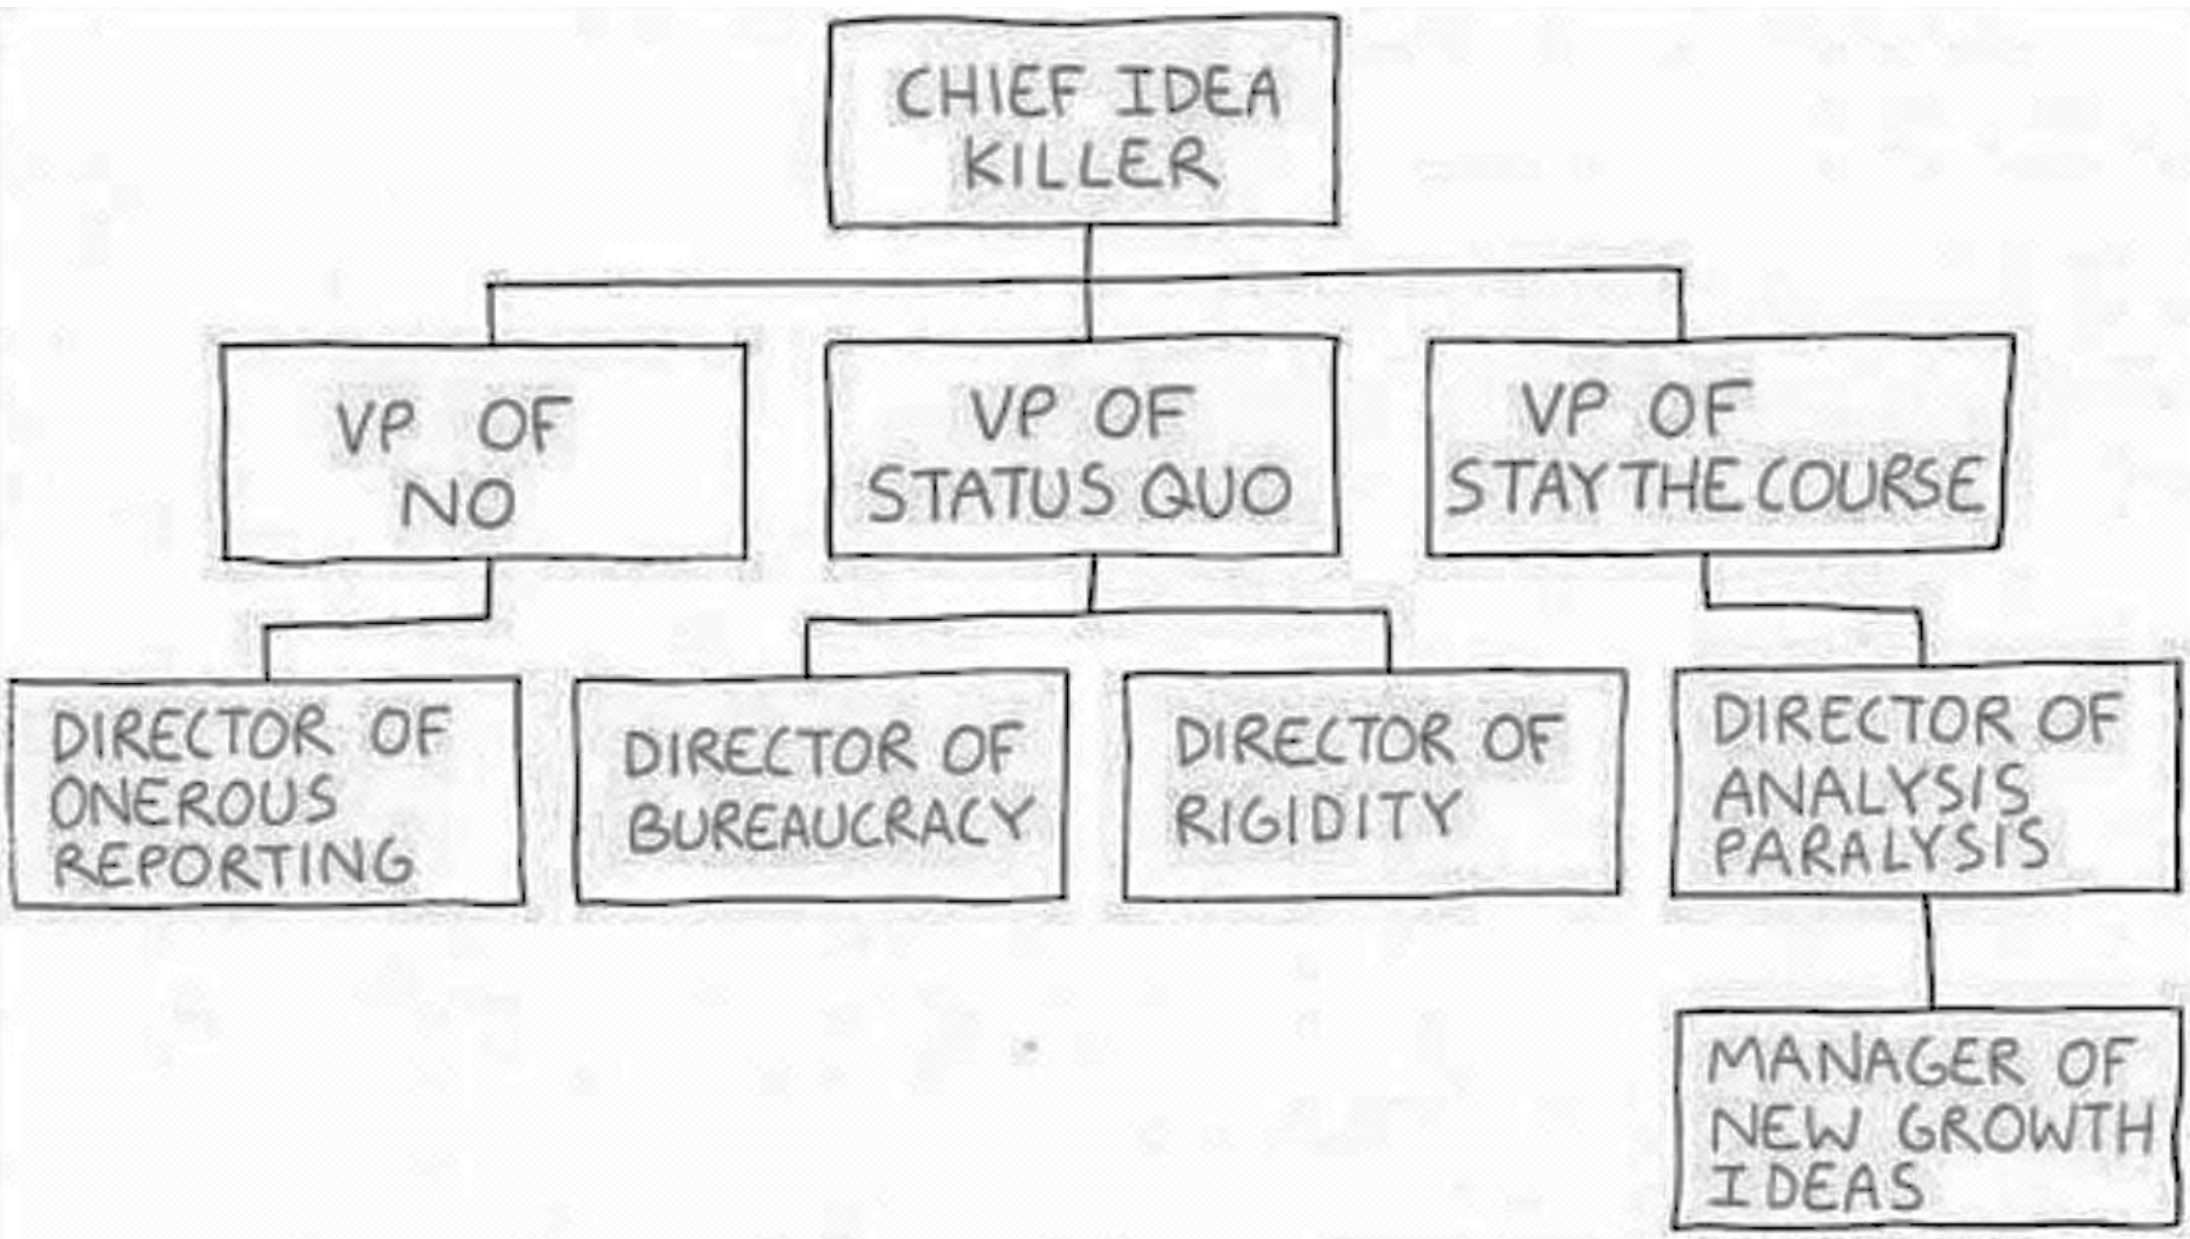 CHIEF IDEA
KILLER
VP OF
NO
VP OF
STATUS QUO
VP OF
STAY THE COURSE
DIRECTOR OF
ONEROUS
REPORTING
DIRECTOR OF
BUREAUCRACY
DIRECTOR OF
RIGIDITY
DIRECTOR OF
ANALYSIS
PARALYSIS
MANAGER OF
NEW GROWTH
IDEAS